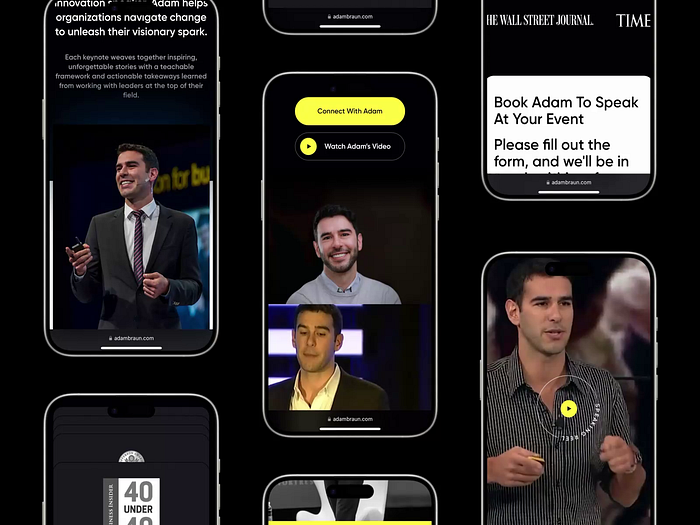 innovation
Adam helps
organizations navigate change
to unleash their visionary spark.
Each keynote weaves together inspiring,
unforgettable stories with a teachable
framework and actionable takeaways learned
from working with leaders at the top of their
field.
on for bu
adambraun.com
BUSINESS INSIDER
40
UNDER
40
adambraun.com
Connect With Adam
Watch Adam's Video
adambraun.com
HE WALL STREET JOURNAL.
TIME
Book Adam To Speak
At Your Event
Please fill out the
form, and we'll be in
adambraun.com
SPEAKING REEL